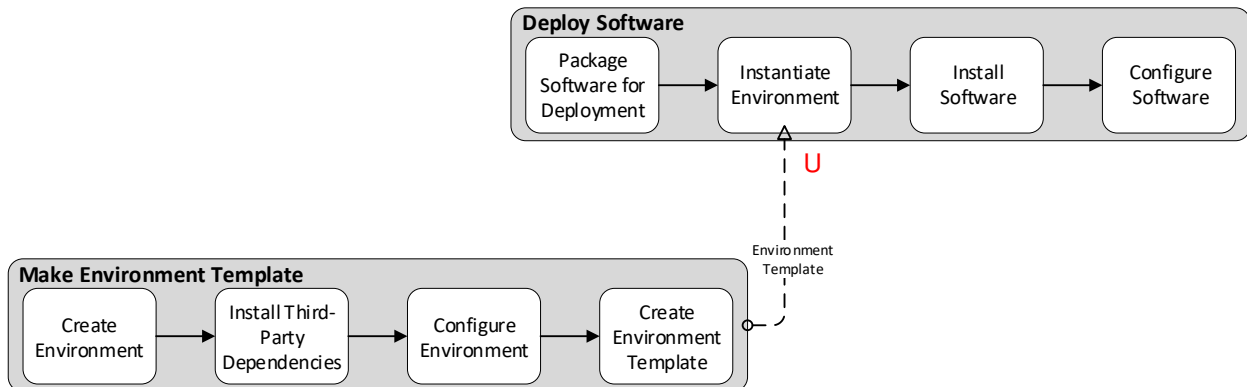 Deploy Software
Package
Software for
Deployment
Instantiate
Environment
Install
Software
Configure
Software
U
Environment
Template
Make Environment Template
Create
Environment
Install Third-
Party
Dependencies
Configure
Environment
Create
Environment
Template